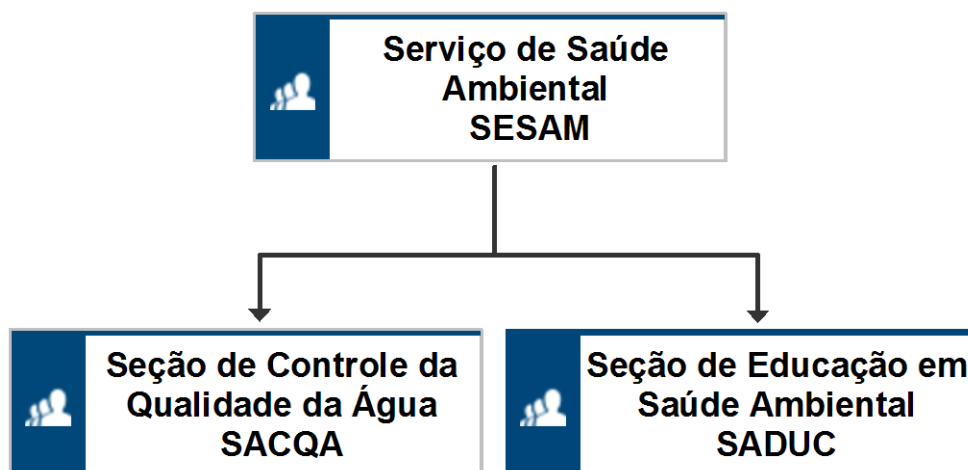 Serviço de Saúde
Ambiental
SESAM
Seção de Controle da
Qualidade da Água
SACQA
Seção de Educação em
Saúde Ambiental
SADUC